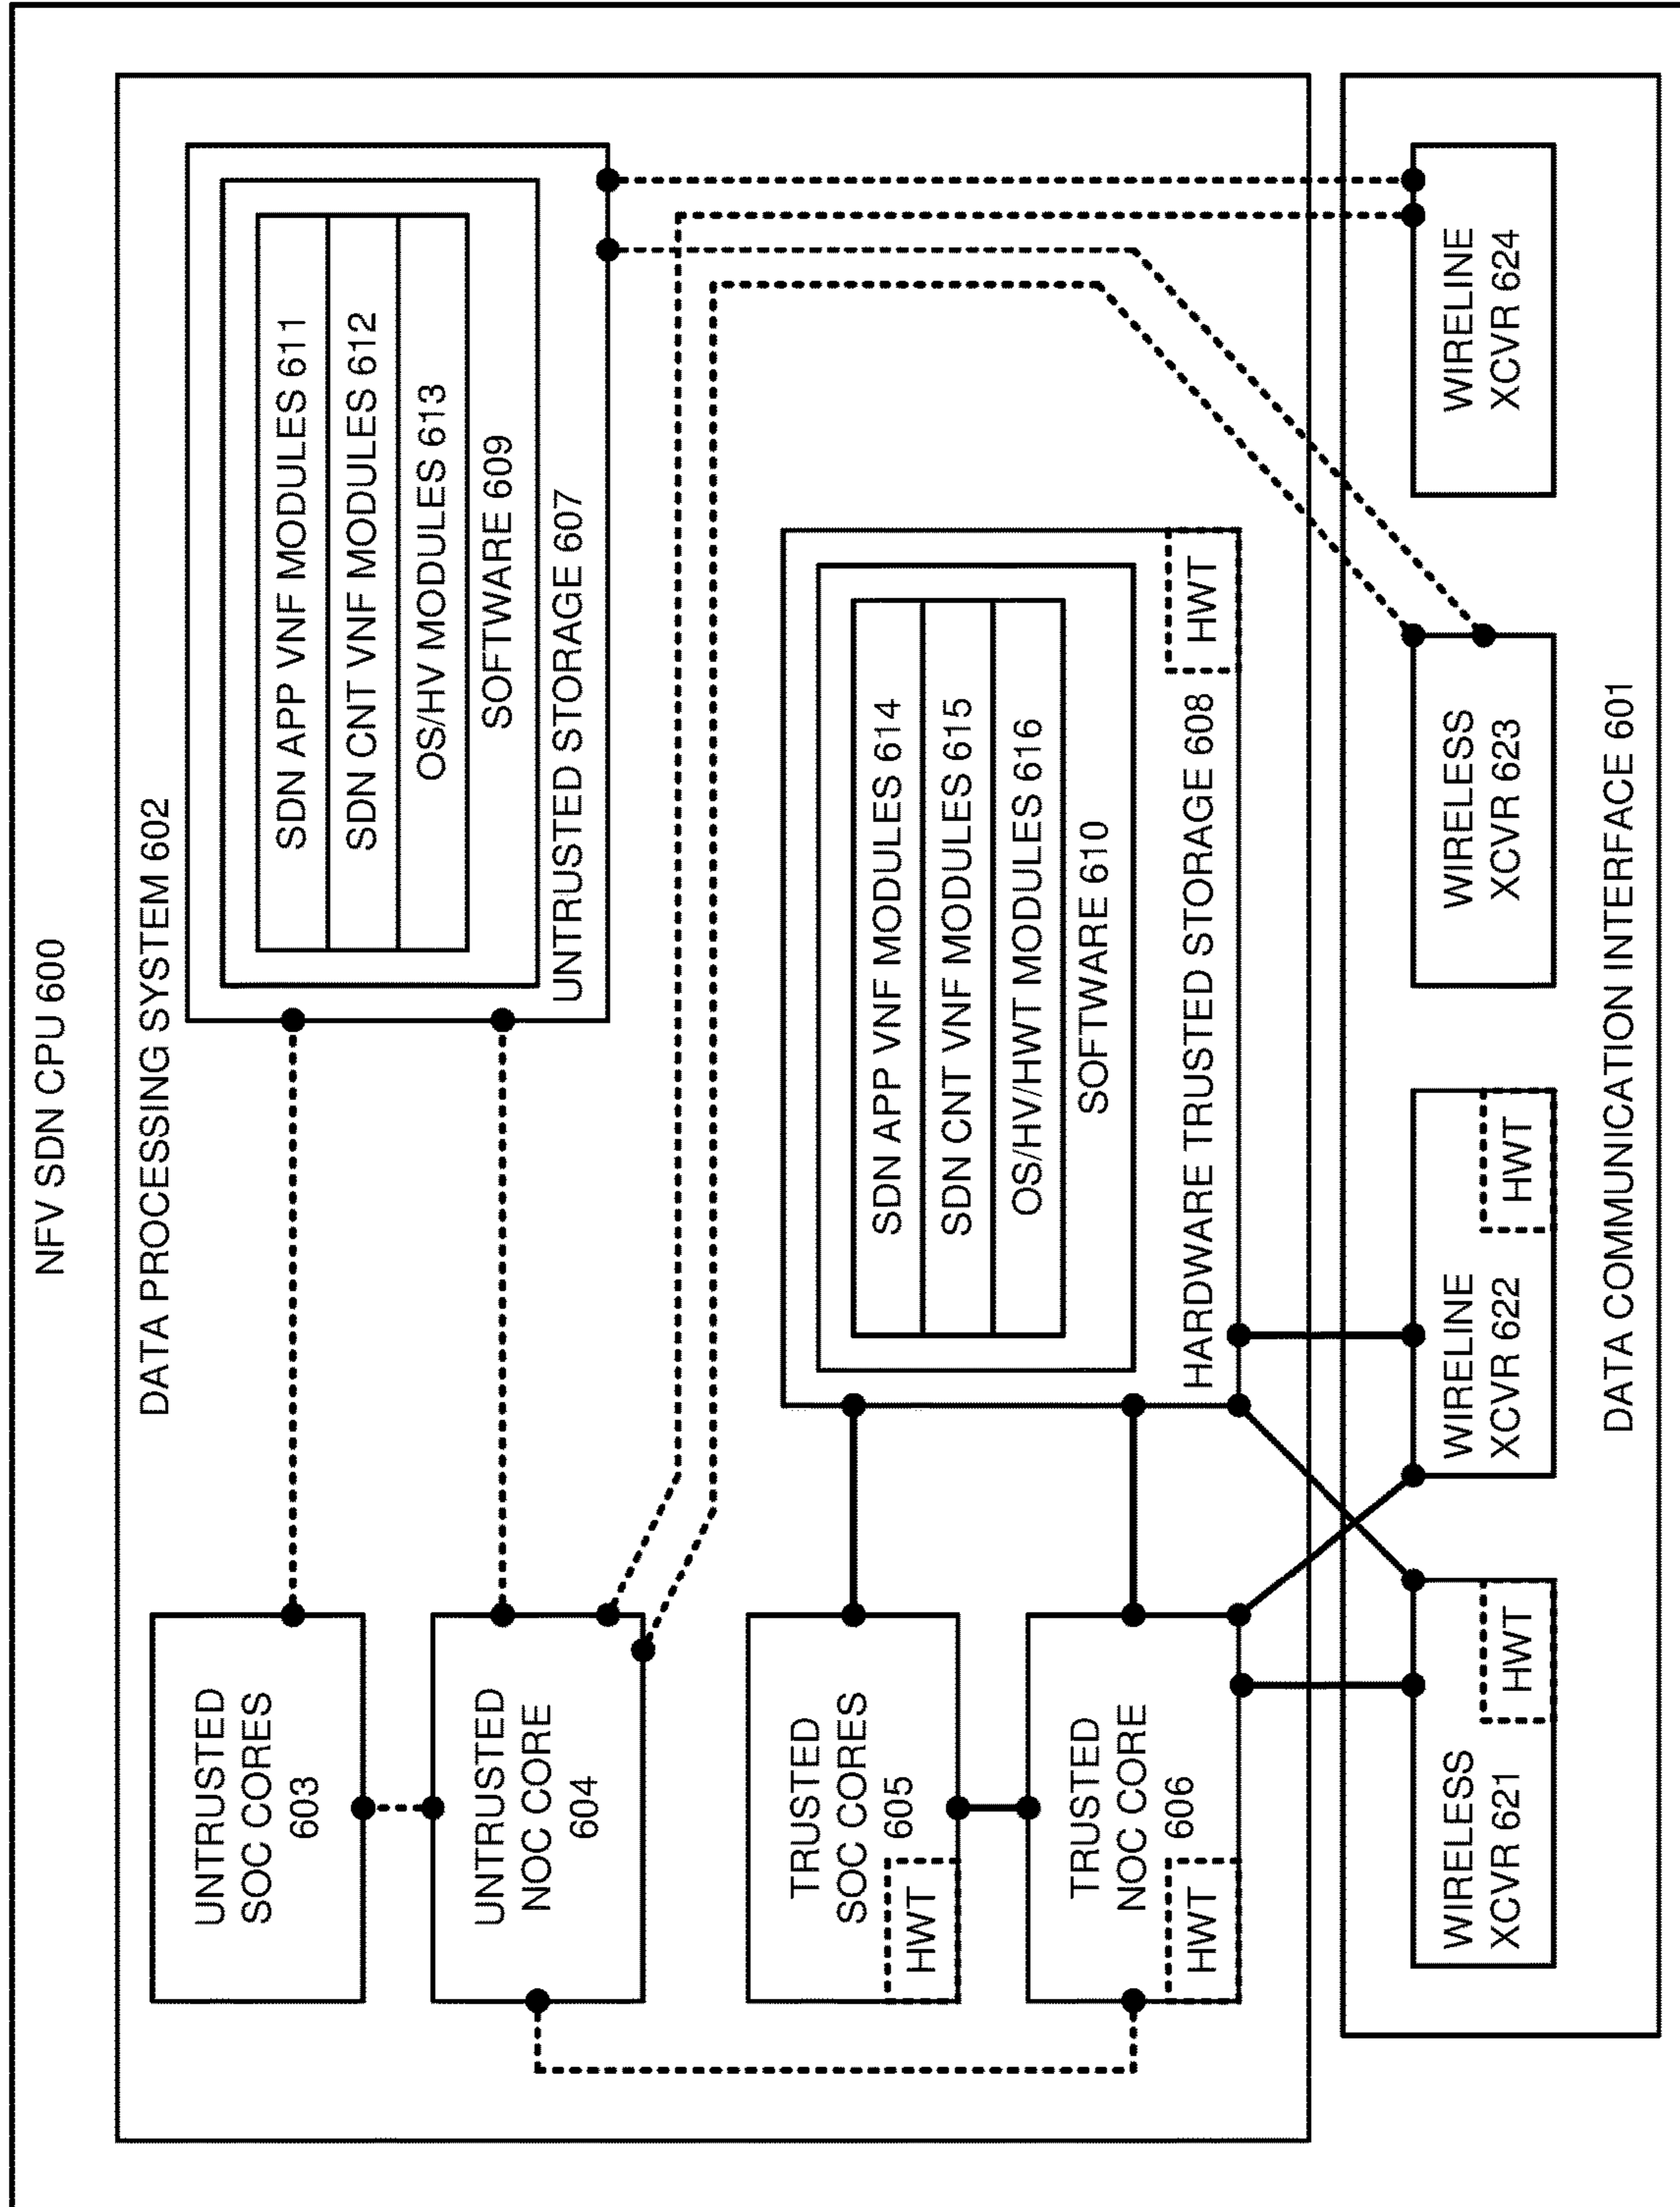 NFV SDN CPU 600
DATA PROCESSING SYSTEM 602
UNTRUSTED
SOC CORES
603
SDN APP VNF MODULES 611
SDN CNT VNF MODULES 612
OS/HV MODULES 613
SOFTWARE 609
UNTRUSTED STORAGE 607
UNTRUSTED
NOC CORE
604
TRUSTED
SOC CORES
605
HWT
SDN APP VNF MODULES 614
SDN CNT VNF MODULES 615
OS/HV/HWT MODULES 616
SOFTWARE 610
HARDWARE TRUSTED STORAGE 608
HWT
TRUSTED
NOC CORE
606
HWT
WIRELESS
XCVR 621
HWT
WIRELINE
XCVR 622
HWT
WIRELESS
XCVR 623
WIRELINE
XCVR 624
DATA COMMUNICATION INTERFACE 601